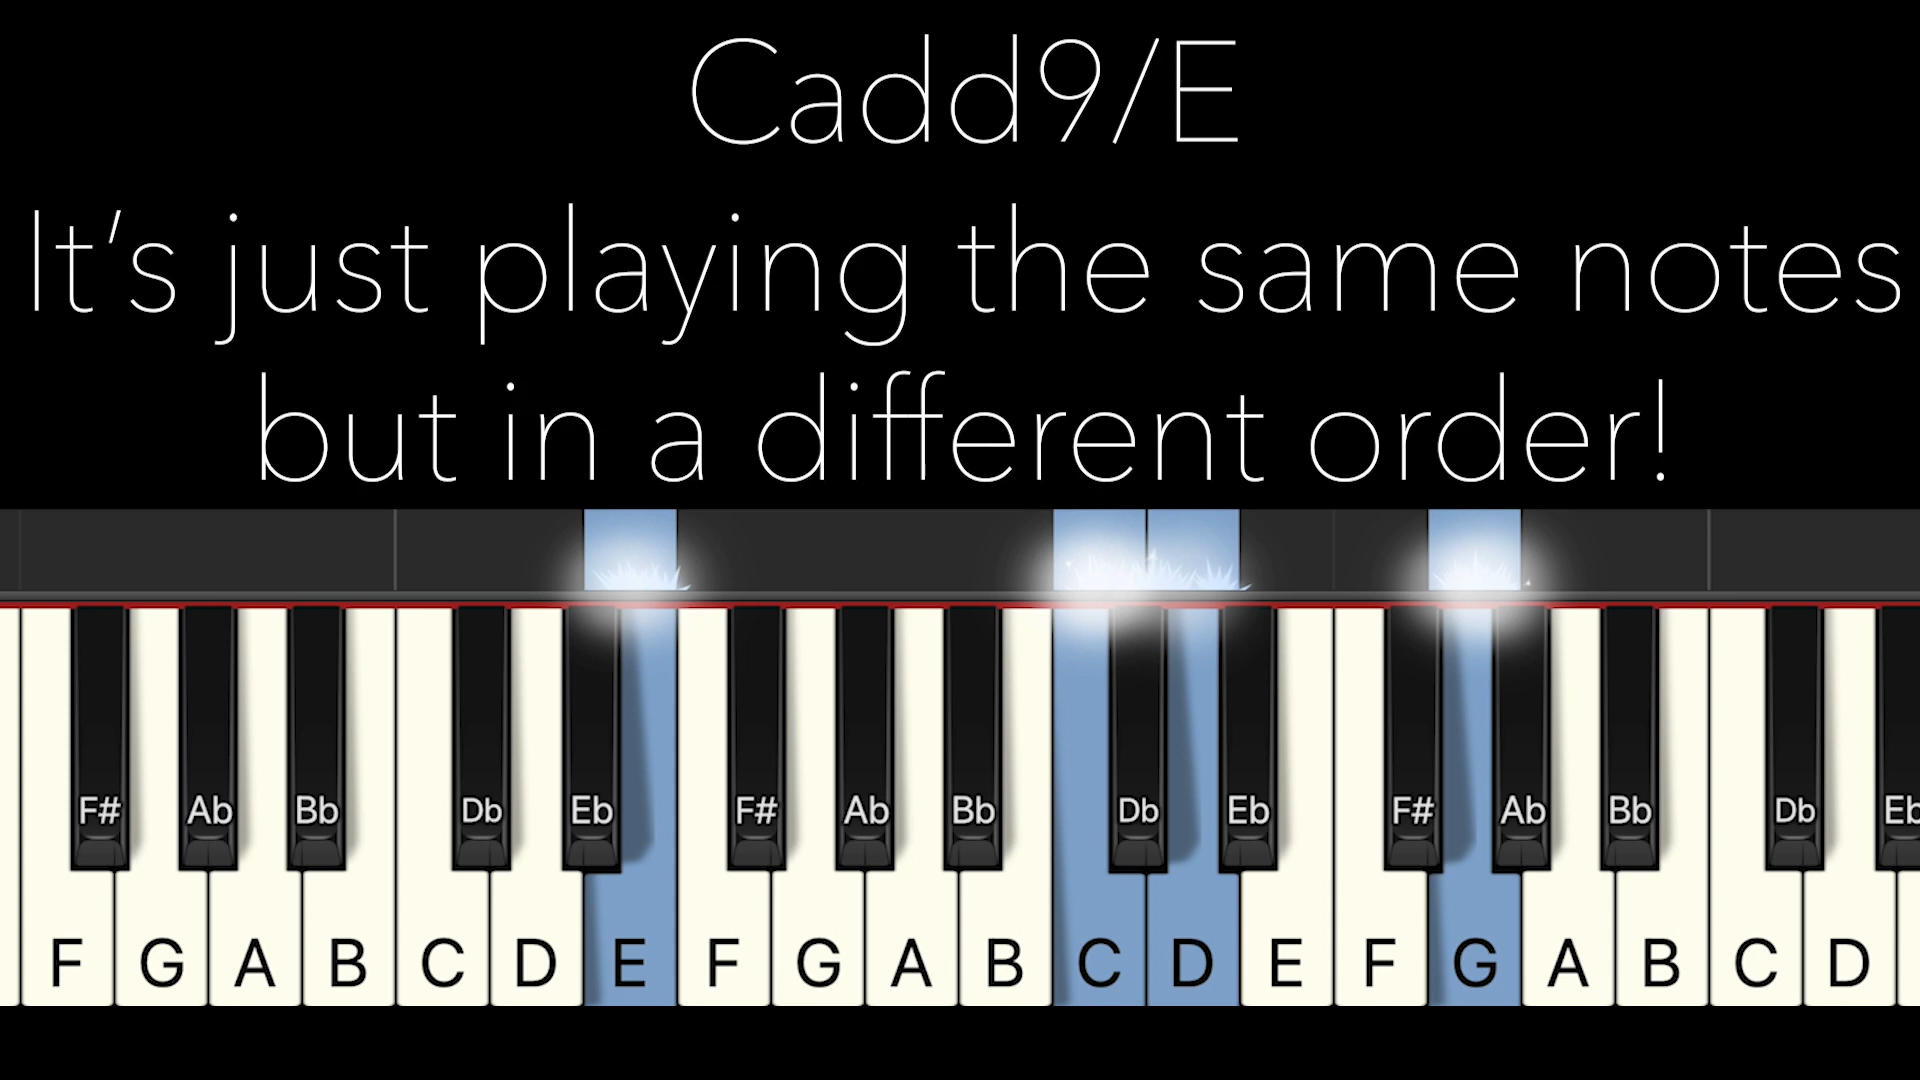 Cadd9/E
It's just playing the same notes
but in a different order!
F# Ab Bb Db Eb F# Ab Bb Db Eb F# Ab Bb Db Eb
F G A B C D E F G A B C D E F G A B C D